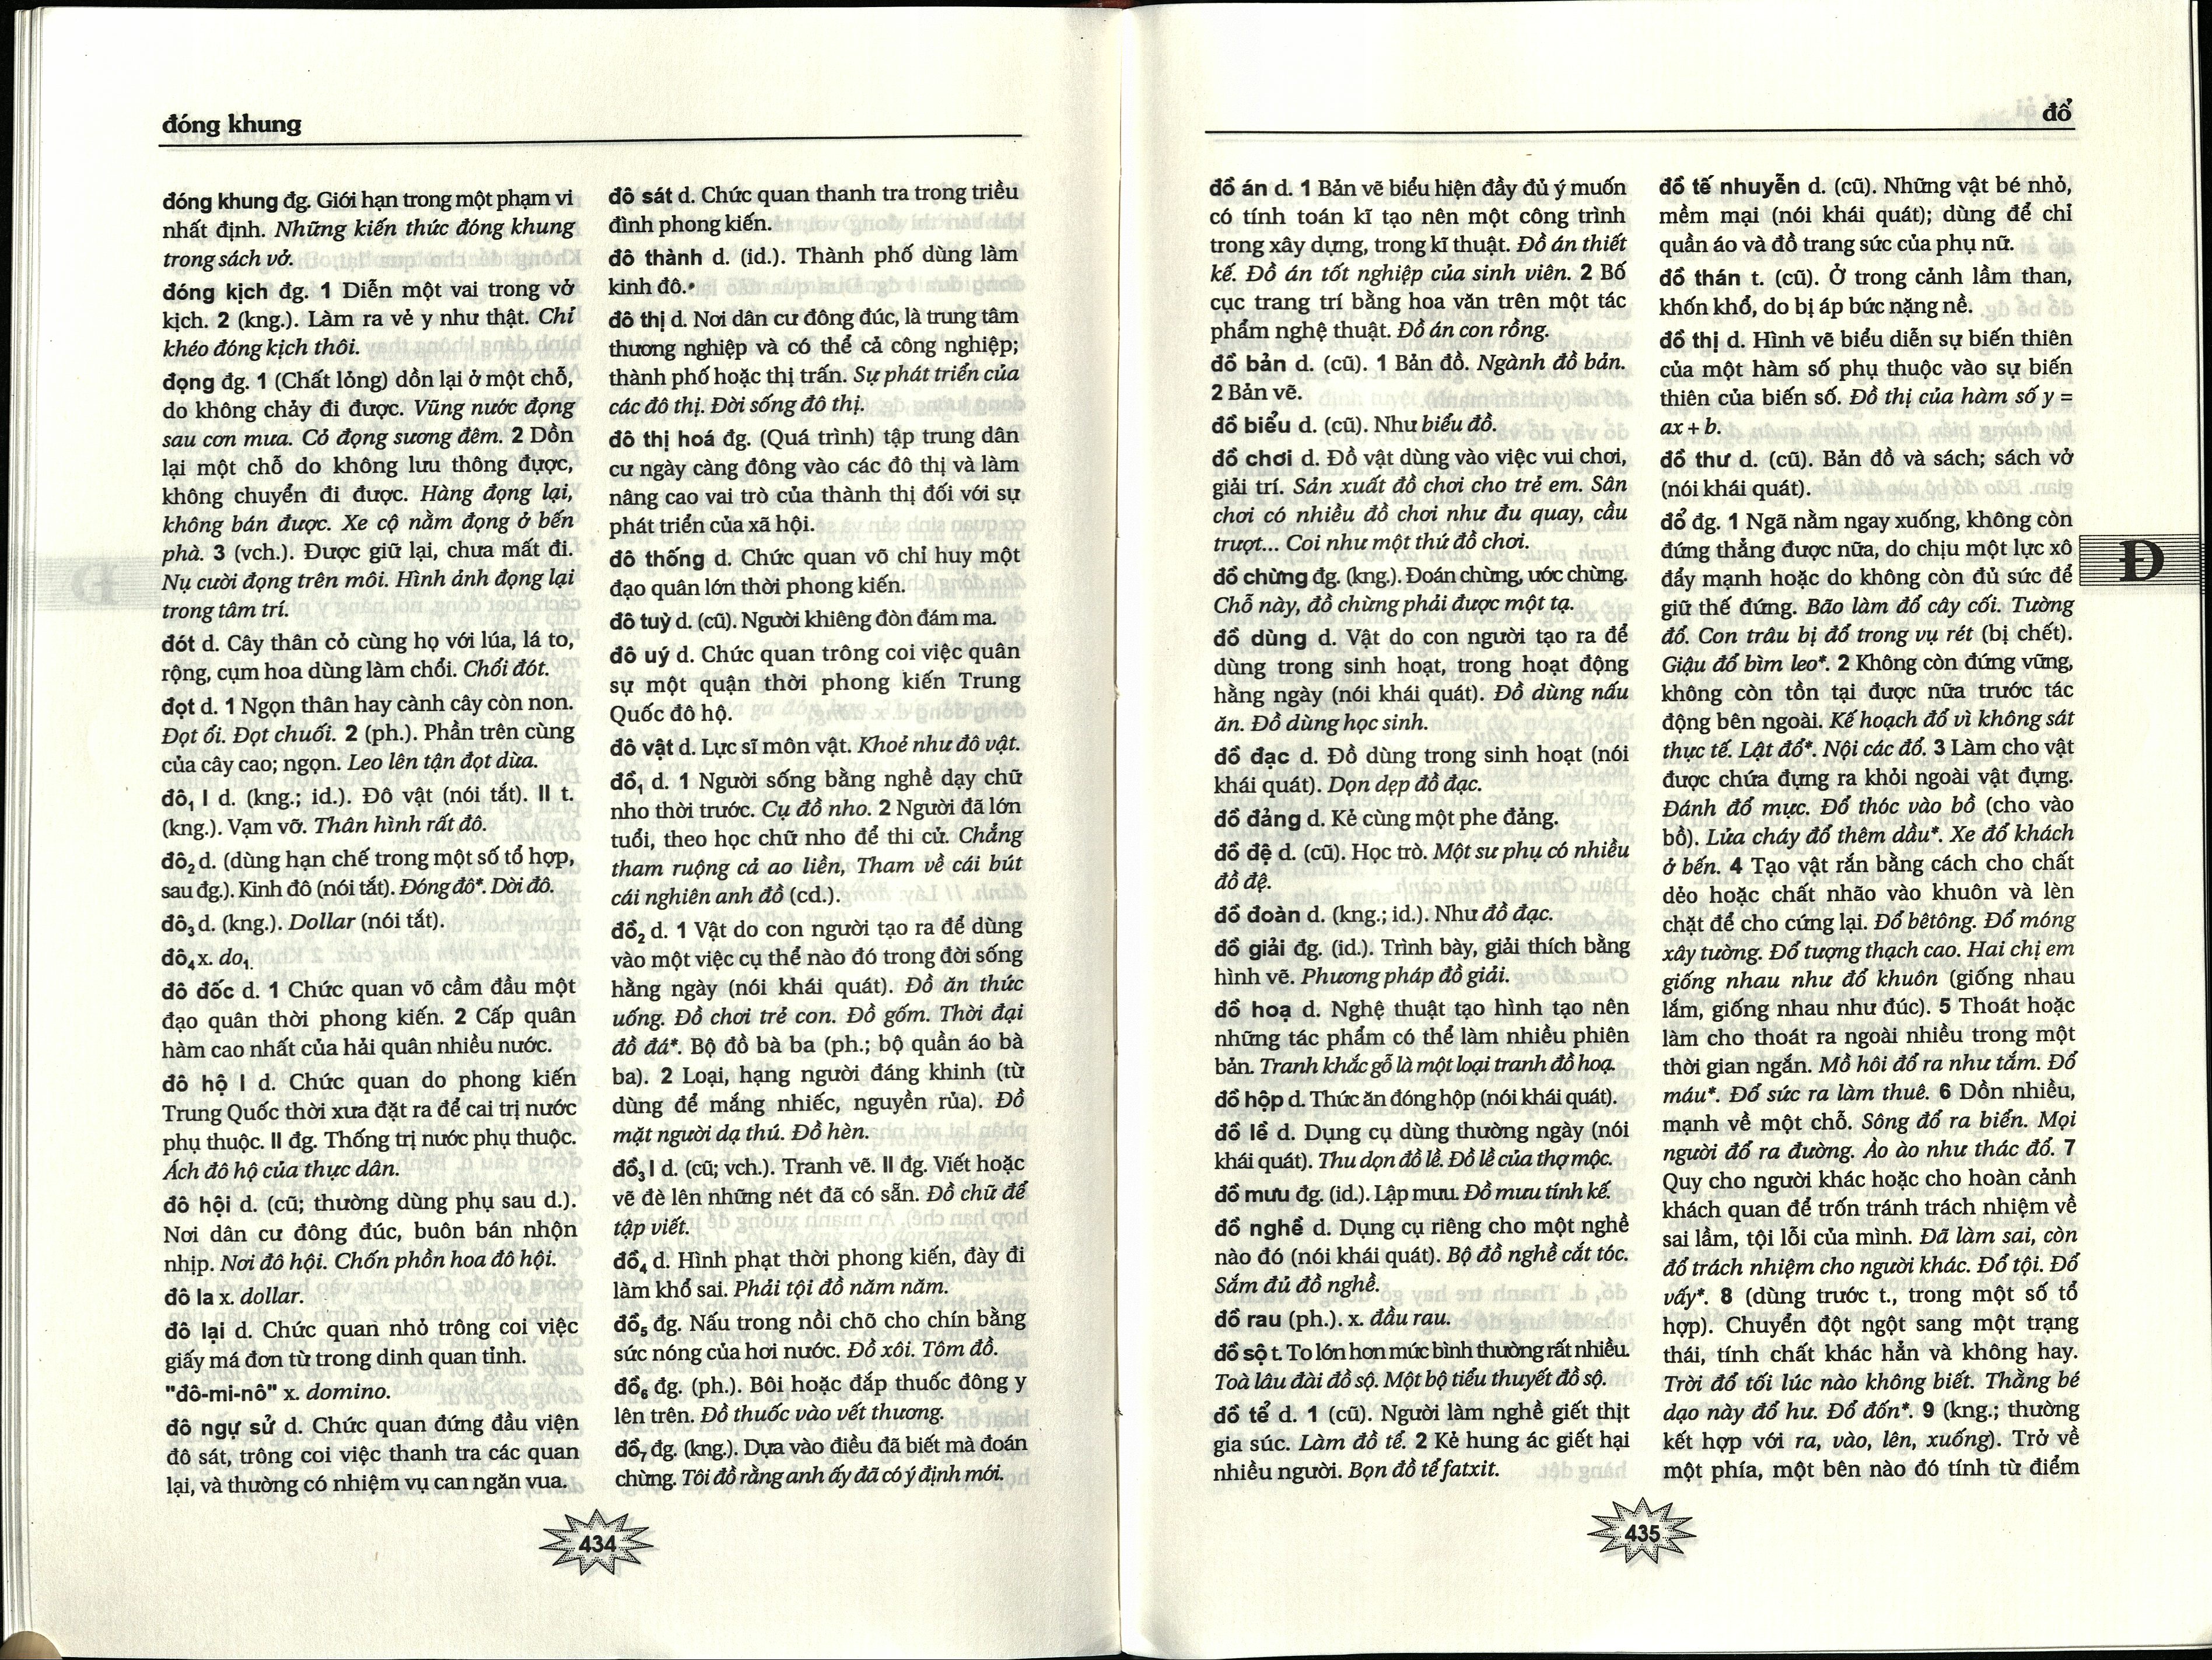 đóng khung
đóng khung đg. Giới hạn trong một phạm vi
nhất định. Những kiến thức đóng khung
trong sách vở.
đóng kịch đg. 1 Diễn một vai trong vở
kịch. 2 (kng.). Làm ra vẻ y như thật. Chỉ
khéo đóng kịch thôi.
đọng đg. 1 (Chất lỏng) dồn lại ở một chỗ,
do không chảy đi được. Vũng nước đọng
sau cơn mưa. Cỏ đọng sương đêm. 2 Dồn
lại một chỗ do không lưu thông được,
không chuyển đi được. Hàng đọng lại,
không bán được. Xe cộ nằm đọng ở bến
phà. 3 (vch.). Được giữ lại, chưa mất đi.
Nụ cười đọng trên môi. Hình ảnh đọng lại
trong tâm trí.
đót d. Cây thân cỏ cùng họ với lúa, lá to,
rộng, cụm hoa dùng làm chổi. Chổi đót.
đọt d. 1 Ngọn thân hay cành cây còn non.
Đọt ổi. Đọt chuối. 2 (ph.). Phần trên cùng
của cây cao; ngọn. Leo lên tận đọt dừa.
đô₁ I d. (kng.; id.). Đô vật (nói tắt). II t.
(kng.). Vạm vỡ. Thân hình rất đô.
đô₂ d. (dùng hạn chế trong một số tổ hợp,
sau đg.). Kinh đô (nói tắt). Đóng đô*. Dời đô.
đô₃ d. (kng.). Dollar (nói tắt).
đô₄ x. do₁.
đô đốc d. 1 Chức quan võ cầm đầu một
đạo quân thời phong kiến. 2 Cấp quân
hàm cao nhất của hải quân nhiều nước.
đô hộ I d. Chức quan do phong kiến
Trung Quốc thời xưa đặt ra để cai trị nước
phụ thuộc. II đg. Thống trị nước phụ thuộc.
Ách đô hộ của thực dân.
đô hội d. (cũ; thường dùng phụ sau d.).
Nơi dân cư đông đúc, buôn bán nhộn
nhịp. Nơi đô hội. Chốn phồn hoa đô hội.
đô la x. dollar.
đô lại d. Chức quan nhỏ trông coi việc
giấy má đơn từ trong dinh quan tỉnh.
"đô-mi-nô" x. domino.
đô ngự sử d. Chức quan đứng đầu viện
đô sát, trông coi việc thanh tra các quan
lại, và thường có nhiệm vụ can ngăn vua.
đô sát d. Chức quan thanh tra trong triều
đình phong kiến.
đô thành d. (id.). Thành phố dùng làm
kinh đô.
đô thị d. Nơi dân cư đông đúc, là trung tâm
thương nghiệp và có thể cả công nghiệp;
thành phố hoặc thị trấn. Sự phát triển của
các đô thị. Đời sống đô thị.
đô thị hoá đg. (Quá trình) tập trung dân
cư ngày càng đông vào các đô thị và làm
nâng cao vai trò của thành thị đối với sự
phát triển của xã hội.
đô thống d. Chức quan võ chỉ huy một
đạo quân lớn thời phong kiến.
đô tuỳ d. (cũ). Người khiêng đòn đám ma.
đô uý d. Chức quan trông coi việc quân
sự một quận thời phong kiến Trung
Quốc đô hộ.
đô vật d. Lực sĩ môn vật. Khoẻ như đô vật.
đồ₁ d. 1 Người sống bằng nghề dạy chữ
nho thời trước. Cụ đồ nho. 2 Người đã lớn
tuổi, theo học chữ nho để thi cử. Chẳng
tham ruộng cả ao liền, Tham về cái bút
cái nghiên anh đồ (cd.).
đồ₂ d. 1 Vật do con người tạo ra để dùng
vào một việc cụ thể nào đó trong đời sống
hằng ngày (nói khái quát). Đồ ăn thức
uống. Đồ chơi trẻ con. Đồ gốm. Thời đại
đồ đá*. Bộ đồ bà ba (ph.; bộ quần áo bà
ba). 2 Loại, hạng người đáng khinh (từ
dùng để mắng nhiếc, nguyền rủa). Đồ
mặt người dạ thú. Đồ hèn.
đồ₃ I d. (cũ; vch.). Tranh vẽ. II đg. Viết hoặc
vẽ đè lên những nét đã có sẵn. Đồ chữ để
tập viết.
đồ₄ d. Hình phạt thời phong kiến, đày đi
làm khổ sai. Phải tội đồ năm năm.
đồ₅ đg. Nấu trong nồi chõ cho chín bằng
sức nóng của hơi nước. Đồ xôi. Tôm đồ.
đồ₆ đg. (ph.). Bôi hoặc đắp thuốc đông y
lên trên. Đồ thuốc vào vết thương.
đồ₇ đg. (kng.). Dựa vào điều đã biết mà đoán
chừng. Tôi đồ rằng anh ấy đã có ý định mới.
434
đổ
đồ án d. 1 Bản vẽ biểu hiện đầy đủ ý muốn
có tính toán kĩ tạo nên một công trình
trong xây dựng, trong kĩ thuật. Đồ án thiết
kế. Đồ án tốt nghiệp của sinh viên. 2 Bố
cục trang trí bằng hoa văn trên một tác
phẩm nghệ thuật. Đồ án con rồng.
đồ bản d. (cũ). 1 Bản đồ. Ngành đồ bản.
2 Bản vẽ.
đồ biểu d. (cũ). Như biểu đồ.
đồ chơi d. Đồ vật dùng vào việc vui chơi,
giải trí. Sản xuất đồ chơi cho trẻ em. Sân
chơi có nhiều đồ chơi như đu quay, cầu
trượt... Coi như một thứ đồ chơi.
đồ chừng đg. (kng.). Đoán chừng, ước chừng.
Chỗ này, đồ chừng phải được một tạ.
đồ dùng d. Vật do con người tạo ra để
dùng trong sinh hoạt, trong hoạt động
hằng ngày (nói khái quát). Đồ dùng nấu
ăn. Đồ dùng học sinh.
đồ đạc d. Đồ dùng trong sinh hoạt (nói
khái quát). Dọn dẹp đồ đạc.
đồ đảng d. Kẻ cùng một phe đảng.
đồ đệ d. (cũ). Học trò. Một sư phụ có nhiều
đồ đệ.
đồ đoàn d. (kng.; id.). Như đồ đạc.
đồ giải đg. (id.). Trình bày, giải thích bằng
hình vẽ. Phương pháp đồ giải.
đồ hoạ d. Nghệ thuật tạo hình tạo nên
những tác phẩm có thể làm nhiều phiên
bản. Tranh khắc gỗ là một loại tranh đồ hoạ.
đồ hộp d. Thức ăn đóng hộp (nói khái quát).
đồ lề d. Dụng cụ dùng thường ngày (nói
khái quát). Thu dọn đồ lề. Đồ lề của thợ mộc.
đồ mưu đg. (id.). Lập mưu. Đồ mưu tính kế.
đồ nghề d. Dụng cụ riêng cho một nghề
nào đó (nói khái quát). Bộ đồ nghề cắt tóc.
Sắm đủ đồ nghề.
đồ rau (ph.). x. đầu rau.
đồ sộ t. To lớn hơn mức bình thường rất nhiều.
Toà lâu đài đồ sộ. Một bộ tiểu thuyết đồ sộ.
đồ tể d. 1 (cũ). Người làm nghề giết thịt
gia súc. Làm đồ tể. 2 Kẻ hung ác giết hại
nhiều người. Bọn đồ tể fatxit.
đồ tế nhuyễn d. (cũ). Những vật bé nhỏ,
mềm mại (nói khái quát); dùng để chỉ
quần áo và đồ trang sức của phụ nữ.
đồ thán t. (cũ). Ở trong cảnh lầm than,
khốn khổ, do bị áp bức nặng nề.
đồ thị d. Hình vẽ biểu diễn sự biến thiên
của một hàm số phụ thuộc vào sự biến
thiên của biến số. Đồ thị của hàm số y =
ax + b.
đồ thư d. (cũ). Bản đồ và sách; sách vở
(nói khái quát).
đổ đg. 1 Ngã nằm ngay xuống, không còn
đứng thẳng được nữa, do chịu một lực xô
đẩy mạnh hoặc do không còn đủ sức để
giữ thế đứng. Bão làm đổ cây cối. Tường
đổ. Con trâu bị đổ trong vụ rét (bị chết).
Giậu đổ bìm leo*. 2 Không còn đứng vững,
không còn tồn tại được nữa trước tác
động bên ngoài. Kế hoạch đổ vì không sát
thực tế. Lật đổ*. Nội các đổ. 3 Làm cho vật
được chứa đựng ra khỏi ngoài vật đựng.
Đánh đổ mực. Đổ thóc vào bồ (cho vào
bồ). Lửa cháy đổ thêm dầu*. Xe đổ khách
ở bến. 4 Tạo vật rắn bằng cách cho chất
dẻo hoặc chất nhão vào khuôn và lèn
chặt để cho cứng lại. Đổ bêtông. Đổ móng
xây tường. Đổ tượng thạch cao. Hai chị em
giống nhau như đổ khuôn (giống nhau
lắm, giống nhau như đúc). 5 Thoát hoặc
làm cho thoát ra ngoài nhiều trong một
thời gian ngắn. Mồ hôi đổ ra như tắm. Đổ
máu*. Đổ sức ra làm thuê. 6 Dồn nhiều,
mạnh về một chỗ. Sông đổ ra biển. Mọi
người đổ ra đường. Ào ào như thác đổ. 7
Quy cho người khác hoặc cho hoàn cảnh
khách quan để trốn tránh trách nhiệm về
sai lầm, tội lỗi của mình. Đã làm sai, còn
đổ trách nhiệm cho người khác. Đổ tội. Đổ
vấy*. 8 (dùng trước t., trong một số tổ
hợp). Chuyển đột ngột sang một trạng
thái, tính chất khác hẳn và không hay.
Trời đổ tối lúc nào không biết. Thằng bé
dạo này đổ hư. Đổ đốn*. 9 (kng.; thường
kết hợp với ra, vào, lên, xuống). Trở về
một phía, một bên nào đó tính từ điểm
Đ
435